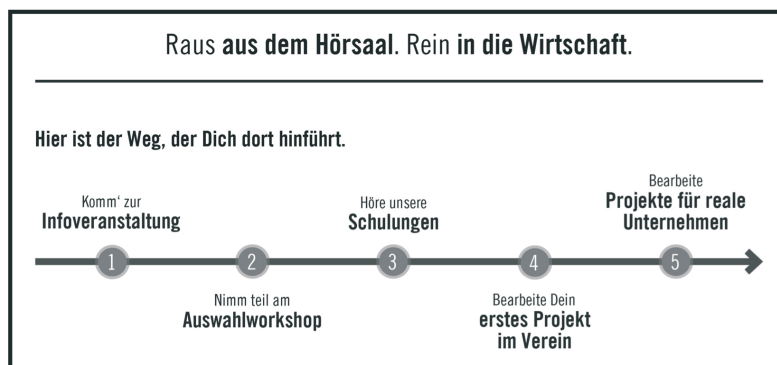 Raus aus dem Hörsaal. Rein in die Wirtschaft.
Hier ist der Weg, der Dich dort hinführt.
Komm‘ zur
Infoveranstaltung
1
Nimm teil am
Auswahlworkshop
2
Höre unsere
Schulungen
3
Bearbeite Dein
erstes Projekt
im Verein
4
Bearbeite
Projekte für reale
Unternehmen
5